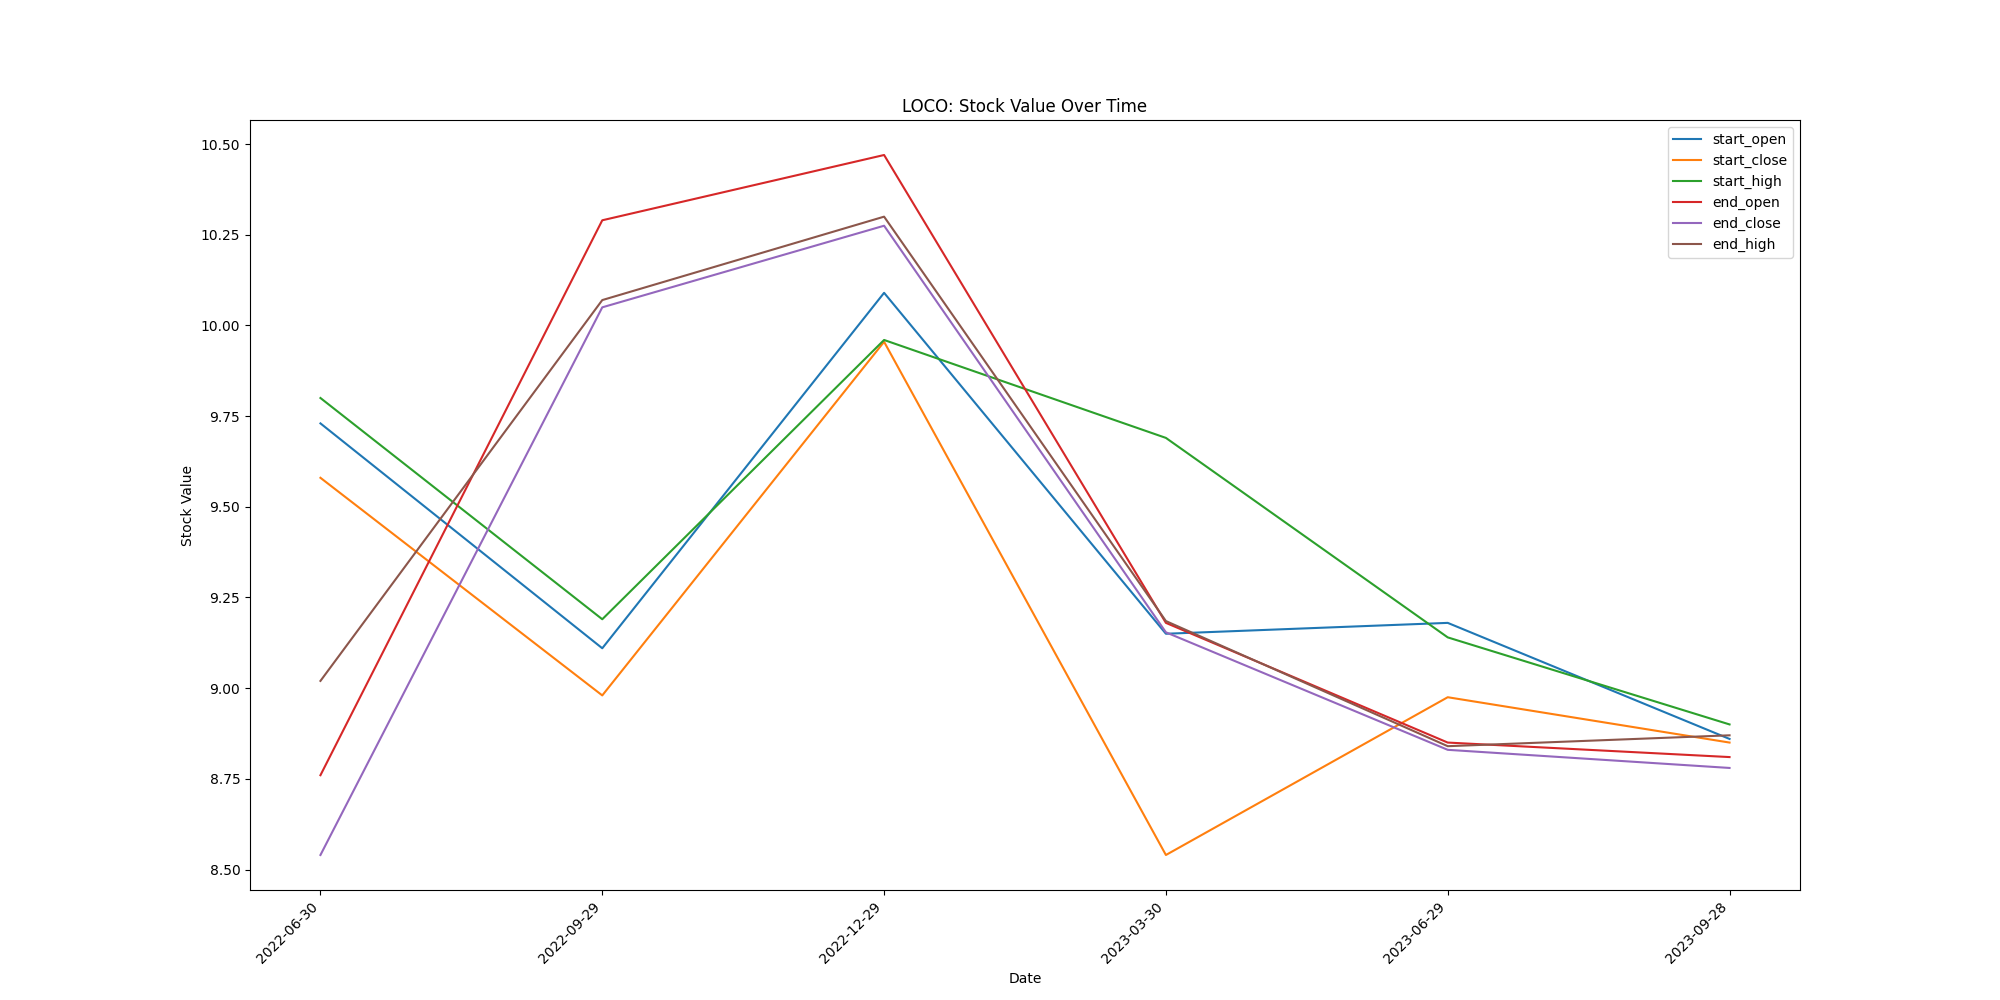 LOCO: Stock Value Over Time
start_open
start_close
start_high
end_open
end_close
end_high
Stock Value
10.50
10.25
10.00
9.75
9.50
9.25
9.00
8.75
8.50
2022-06-30
2022-09-29
2022-12-29
2023-03-30
2023-06-29
2023-09-28
Date